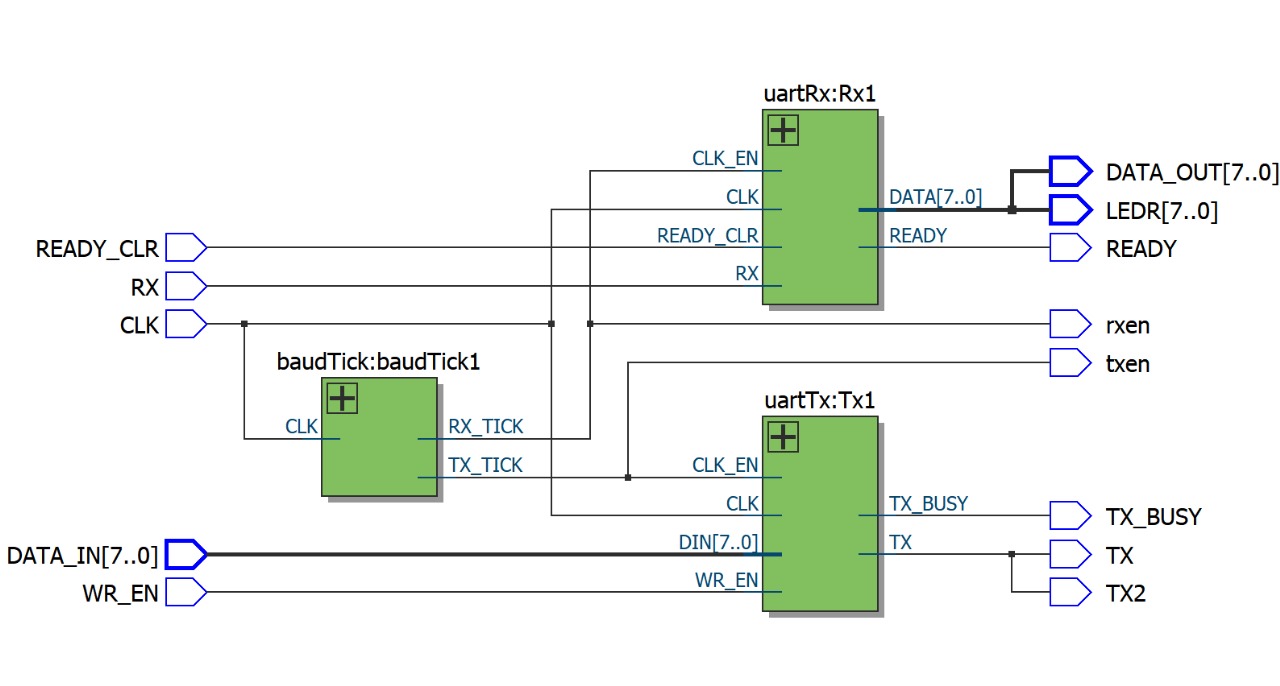 uartRx:Rx1
CLK_EN
CLK
DATA[7..0]
READY_CLR
READY
RX
DATA_OUT[7..0]
LEDR[7..0]
READY
READY_CLR
RX
CLK
rxen
txen
baudTick:baudTick1
CLK
RX_TICK
TX_TICK
uartTx:Tx1
CLK_EN
CLK
TX_BUSY
DIN[7..0]
TX
WR_EN
TX_BUSY
TX
TX2
DATA_IN[7..0]
WR_EN